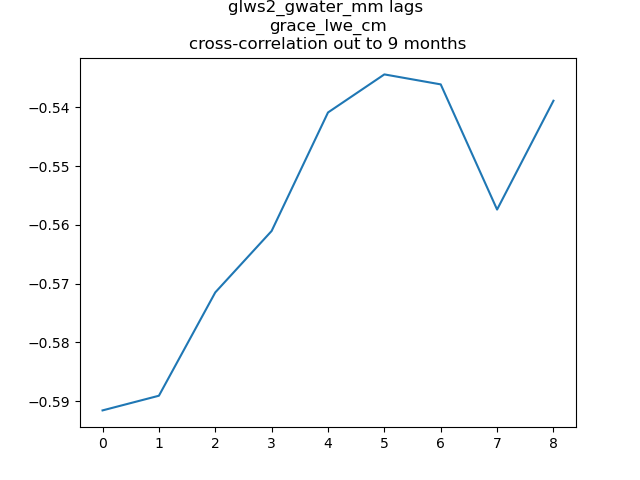 glws2_gwater_mm lags
grace_lwe_cm
cross-correlation out to 9 months
−0.54
−0.55
−0.56
−0.57
−0.58
−0.59
0 1 2 3 4 5 6 7 8